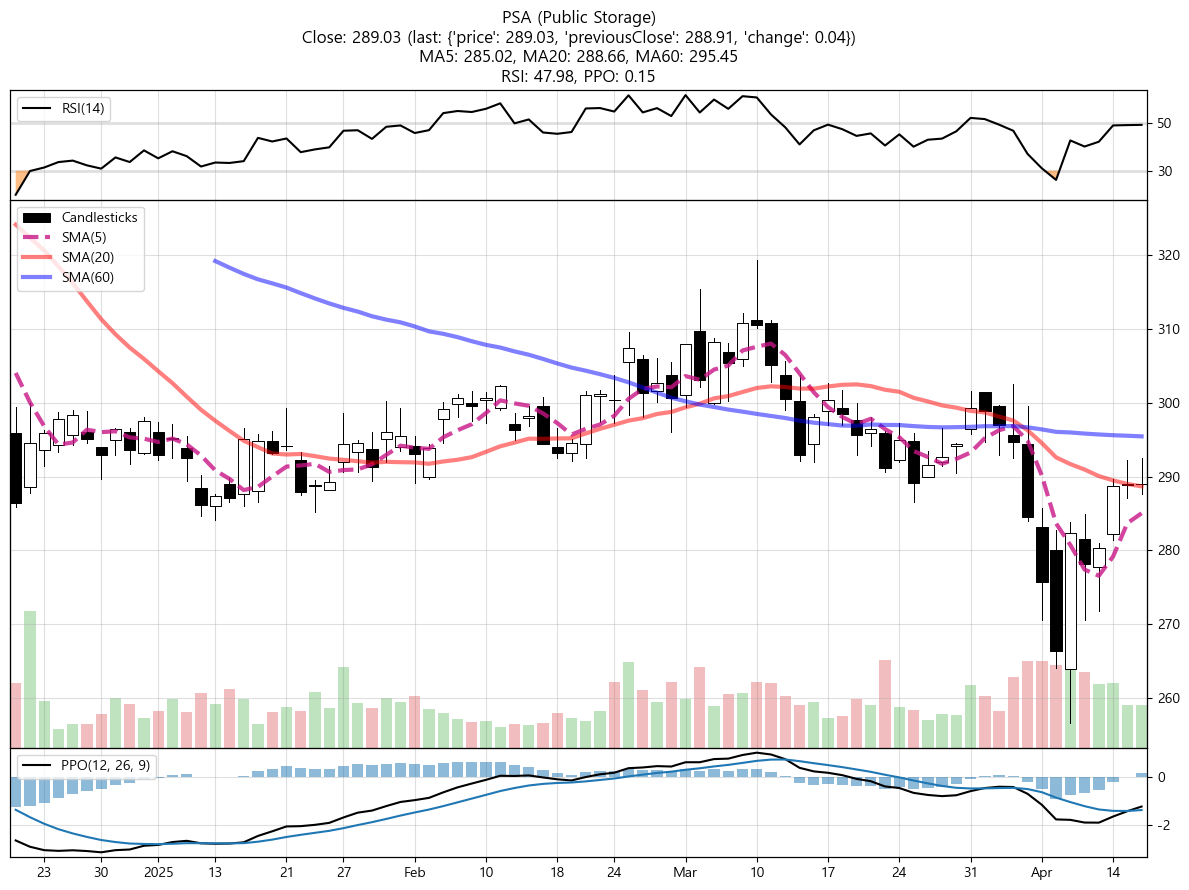 PSA (Public Storage)
Close: 289.03 (last: {'price': 289.03, 'previousClose': 288.91, 'change': 0.04})
MA5: 285.02, MA20: 288.66, MA60: 295.45
RSI: 47.98, PPO: 0.15
RSI(14)
50
30
Candlesticks
SMA(5)
SMA(20)
SMA(60)
320
310
300
290
280
270
260
PPO(12, 26, 9)
0
-2
23 30 2025 13 21 27 Feb 10 18 24 Mar 10 17 24 31 Apr 14